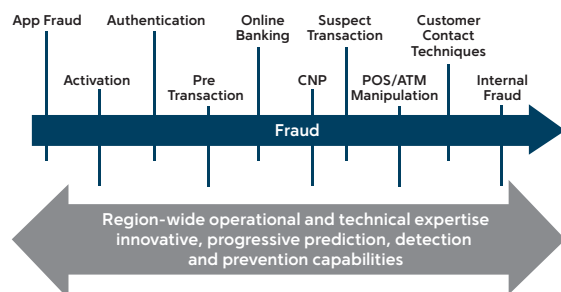 App Fraud
Authentication
Online
Banking
Suspect
Transaction
Customer
Contact
Techniques
Activation
Pre
Transaction
CNP
POS/ATM
Manipulation
Internal
Fraud
Fraud
Region-wide operational and technical expertise
innovative, progressive prediction, detection
and prevention capabilities